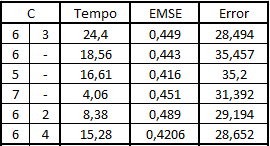 C Tempo EMSE Error
6 3 24,4 0,449 28,494
6 - 18,56 0,443 35,457
5 - 16,61 0,416 35,2
7 - 4,06 0,451 31,392
6 2 8,38 0,489 29,194
6 4 15,28 0,4206 28,652